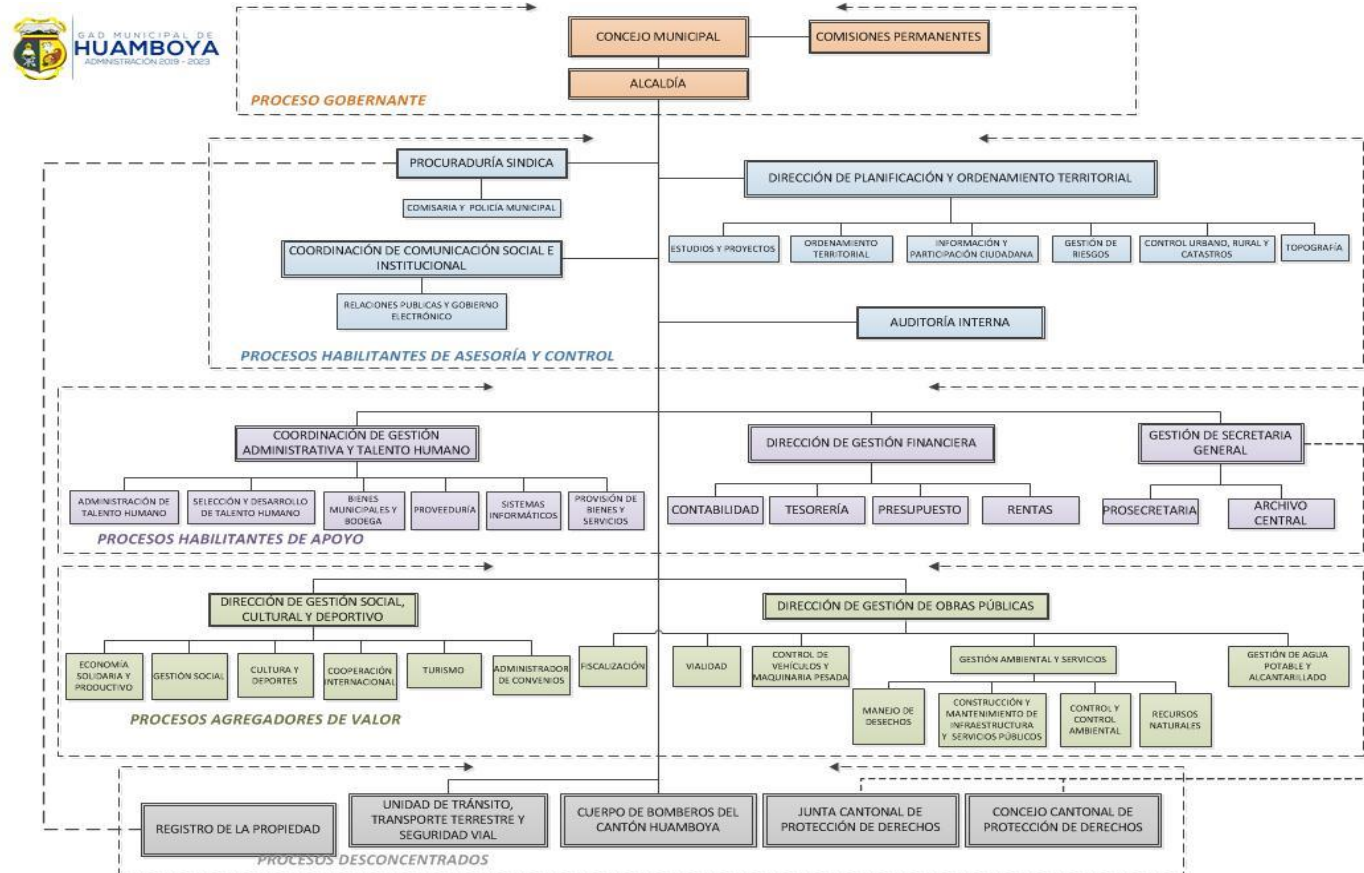 GAD MUNICIPAL DE
HUAMBOYA
ADMINISTRACIÓN 2019 - 2023
CONCEJO MUNICIPAL
COMISIONES PERMANENTES
ALCALDÍA
PROCESO GOBERNANTE
PROCURADURÍA SINDICA
COMISARIA Y POLICÍA MUNICIPAL
DIRECCIÓN DE PLANIFICACIÓN Y ORDENAMIENTO TERRITORIAL
ESTUDIOS Y PROYECTOS
ORDENAMIENTO
TERRITORIAL
INFORMACIÓN Y
PARTICIPACIÓN CIUDADANA
GESTIÓN DE
RIESGOS
CONTROL URBANO, RURAL Y
CATASTROS
TOPOGRAFÍA
COORDINACIÓN DE COMUNICACIÓN SOCIAL E
INSTITUCIONAL
RELACIONES PUBLICAS Y GOBIERNO
ELECTRÓNICO
AUDITORÍA INTERNA
PROCESOS HABILITANTES DE ASESORÍA Y CONTROL
COORDINACIÓN DE GESTIÓN
ADMINISTRATIVA Y TALENTO HUMANO
DIRECCIÓN DE GESTIÓN FINANCIERA
GESTIÓN DE SECRETARIA
GENERAL
ADMINISTRACIÓN DE
TALENTO HUMANO
SELECCIÓN Y DESARROLLO
DE TALENTO HUMANO
BIENES
MUNICIPALES Y
BODEGA
PROVEEDURÍA
SISTEMAS
INFORMÁTICOS
PROVISIÓN DE
BIENES Y
SERVICIOS
CONTABILIDAD
TESORERÍA
PRESUPUESTO
RENTAS
PROSECRETARIA
ARCHIVO
CENTRAL
PROCESOS HABILITANTES DE APOYO
DIRECCIÓN DE GESTIÓN SOCIAL,
CULTURAL Y DEPORTIVO
DIRECCIÓN DE GESTIÓN DE OBRAS PÚBLICAS
ECONOMÍA
SOLIDARIA Y
PRODUCTIVO
GESTIÓN SOCIAL
CULTURA Y
DEPORTES
COOPERACIÓN
INTERNACIONAL
TURISMO
ADMINISTRADOR
DE CONVENIOS
FISCALIZACIÓN
VIALIDAD
CONTROL DE
VEHÍCULOS Y
MAQUINARIA PESADA
GESTIÓN AMBIENTAL Y SERVICIOS
GESTIÓN DE AGUA
POTABLE Y
ALCANTARILLADO
MANEJO DE
DESECHOS
CONSTRUCCIÓN Y
MANTENIMIENTO DE
INFRAESTRUCTURA
Y SERVICIOS PÚBLICOS
CONTROL Y
CONTROL
AMBIENTAL
RECURSOS
NATURALES
PROCESOS AGREGADORES DE VALOR
REGISTRO DE LA PROPIEDAD
UNIDAD DE TRÁNSITO,
TRANSPORTE TERRESTRE Y
SEGURIDAD VIAL
CUERPO DE BOMBEROS DEL
CANTÓN HUAMBOYA
JUNTA CANTONAL DE
PROTECCIÓN DE DERECHOS
CONCEJO CANTONAL DE
PROTECCIÓN DE DERECHOS
PROCESOS DESCONCENTRADOS